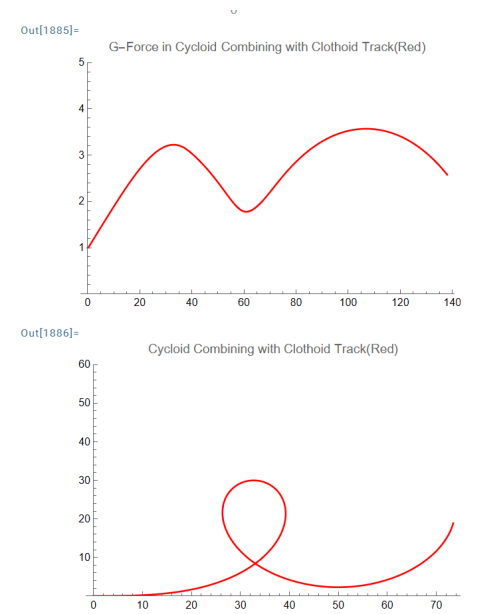 Out[1885]=
G−Force in Cycloid Combining with Clothoid Track(Red)
5
4
3
2
1
0 20 40 60 80 100 120 140
Out[1886]=
Cycloid Combining with Clothoid Track(Red)
60
50
40
30
20
10
0 10 20 30 40 50 60 70